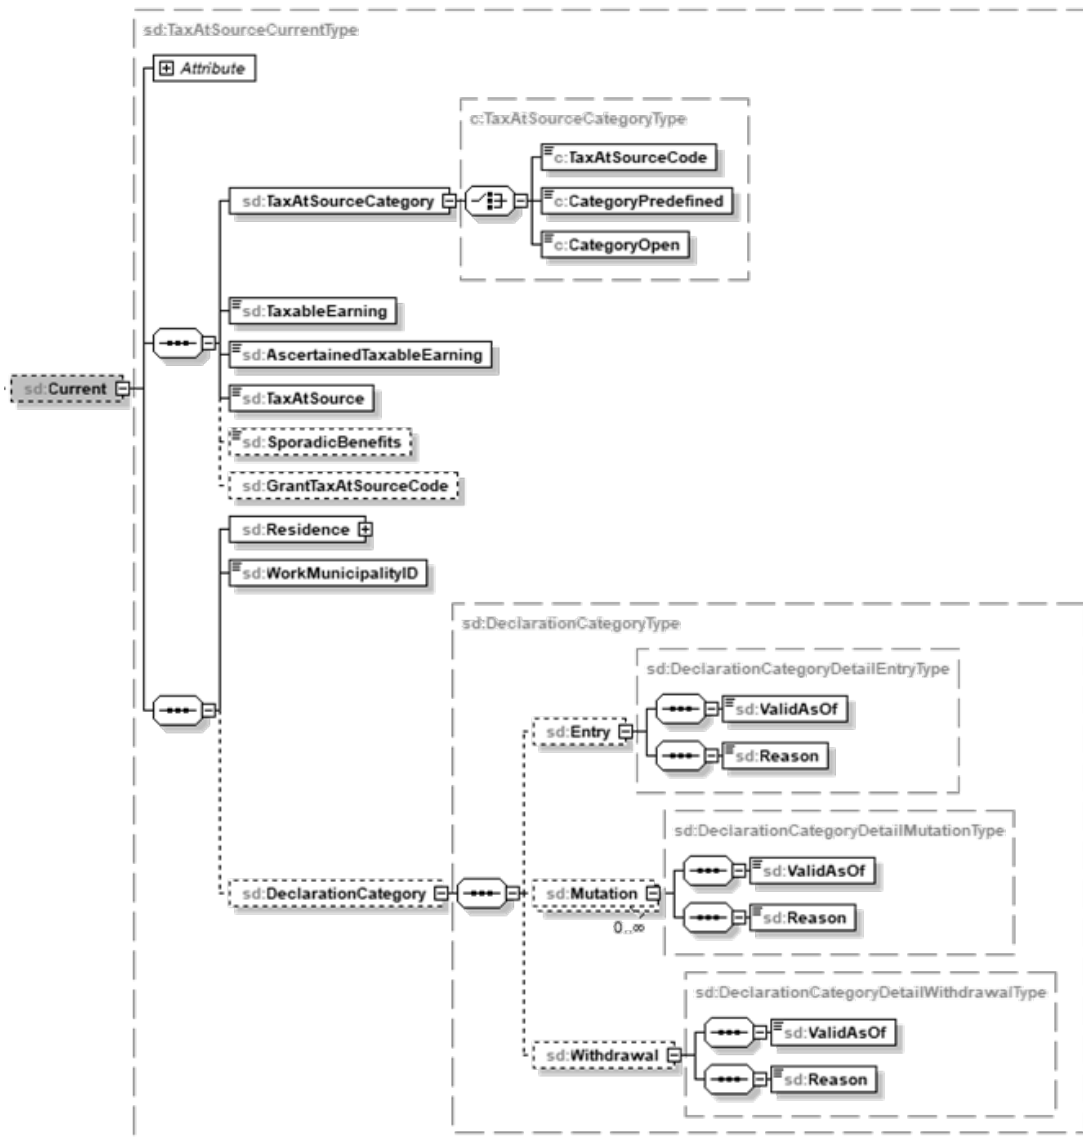 sd:TaxAtSourceCurrentType
Attribute
c:TaxAtSourceCategoryType
c:TaxAtSourceCode
sd:TaxAtSourceCategory
c:CategoryPredefined
c:CategoryOpen
sd:TaxableEarning
sd:AscertainedTaxableEarning
sd:Current
sd:TaxAtSource
sd:SporadicBenefits
sd:GrantTaxAtSourceCode
sd:Residence
sd:WorkMunicipalityID
sd:DeclarationCategoryType
sd:DeclarationCategoryDetailEntryType
sd:ValidAsOf
sd:Entry
sd:Reason
sd:DeclarationCategoryDetailMutationType
sd:ValidAsOf
sd:DeclarationCategory
sd:Mutation
sd:Reason
0..∞
sd:DeclarationCategoryDetailWithdrawalType
sd:ValidAsOf
sd:Withdrawal
sd:Reason